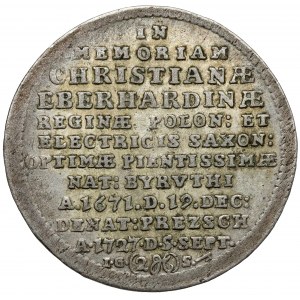 IN
MEMORIAM
CHRISTIANÆ
EBERHARDINÆ
REGINÆ POLON: ET
ELECTRICIS SAXON:
OPTIMÆ PIENTISSIMÆ
NAT: BYRUTHI
A. 1671. D. 19. DEC:
DENAT: PREZSCH
A. 1727. D. 5. SEPT.
I.G. S.